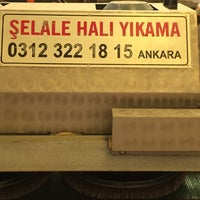 ŞELALE HALI YIKAMA
0312 322 18 15 ANKARA